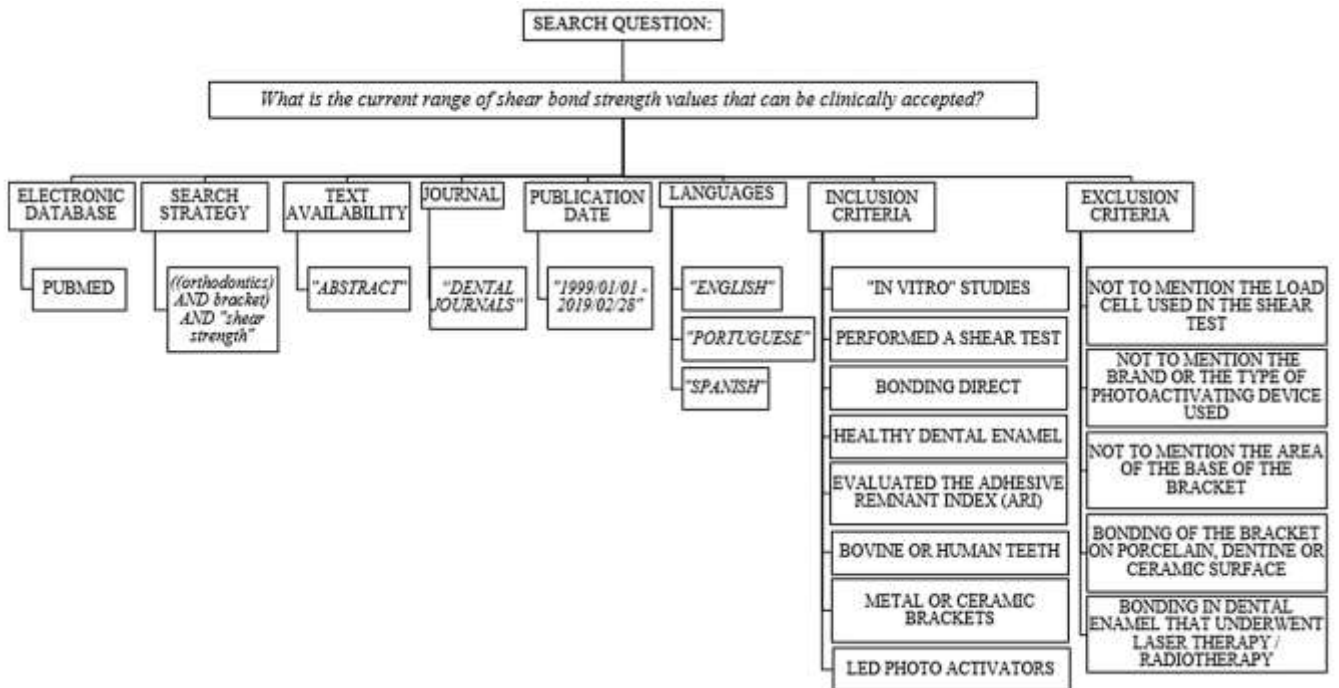 SEARCH QUESTION:
What is the current range of shear bond strength values that can be clinically accepted?
ELECTRONIC
DATABASE
PUBMED
SEARCH
STRATEGY
((orthodontics)
AND bracket)
AND "shear
strength"
TEXT
AVAILABILITY
"ABSTRACT"
JOURNAL
"DENTAL
JOURNALS"
PUBLICATION
DATE
"1999/01/01 -
2019/02/28"
LANGUAGES
"ENGLISH"
"PORTUGUESE"
"SPANISH"
INCLUSION
CRITERIA
"IN VITRO" STUDIES
PERFORMED A SHEAR TEST
BONDING DIRECT
HEALTHY DENTAL ENAMEL
EVALUATED THE ADHESIVE
REMNANT INDEX (ARI)
BOVINE OR HUMAN TEETH
METAL OR CERAMIC
BRACKETS
LED PHOTO ACTIVATORS
EXCLUSION
CRITERIA
NOT TO MENTION THE LOAD
CELL USED IN THE SHEAR
TEST
NOT TO MENTION THE
BRAND OR THE TYPE OF
PHOTOACTIVATING DEVICE
USED
NOT TO MENTION THE AREA
OF THE BASE OF THE
BRACKET
BONDING OF THE BRACKET
ON PORCELAIN, DENTINE OR
CERAMIC SURFACE
BONDING IN DENTAL
ENAMEL THAT UNDERWENT
LASER THERAPY /
RADIOTHERAPY